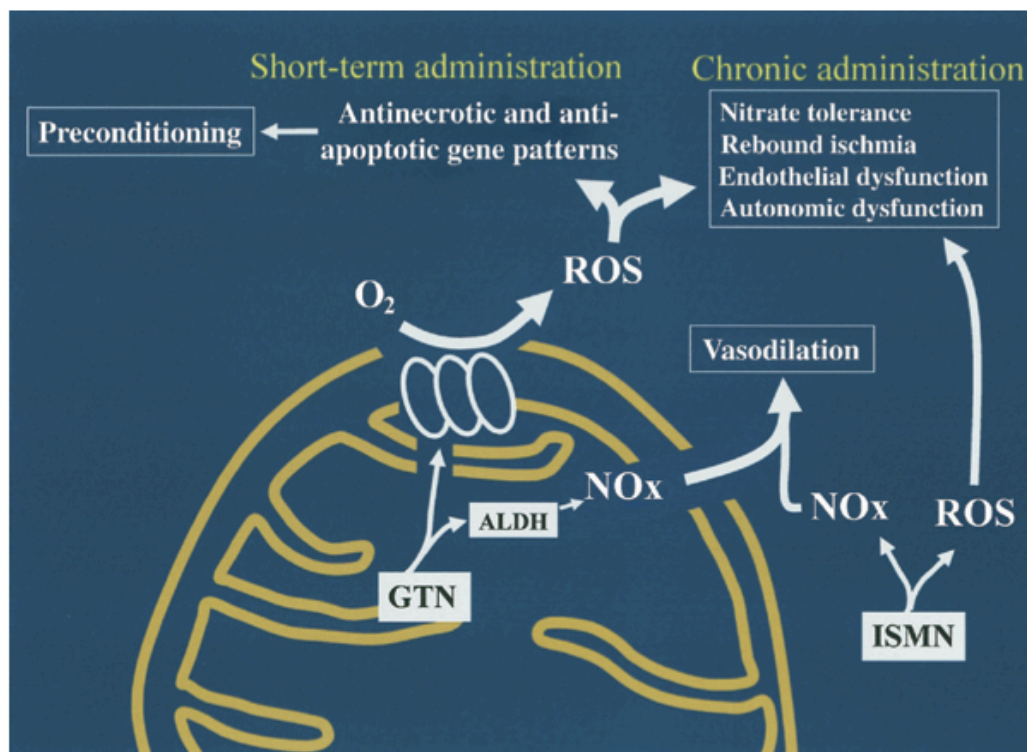 Short-term administration
Chronic administration
Preconditioning
Antinecrotic and anti-
apoptotic gene patterns
Nitrate tolerance
Rebound ischmia
Endothelial dysfunction
Autonomic dysfunction
ROS
O2
Vasodilation
NOx
ALDH
GTN
NOx
ROS
ISMN